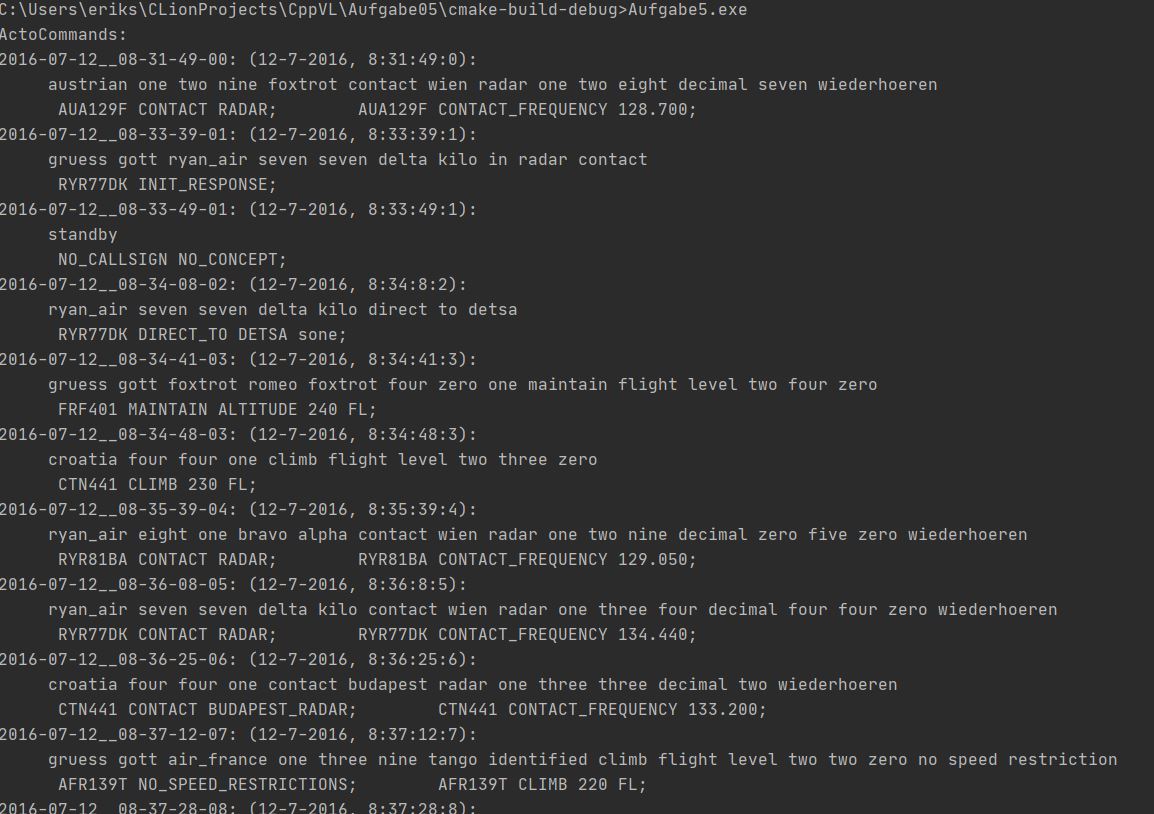 C:\Users\eriks\CLionProjects\CppVL\Aufgabe05\cmake-build-debug>Aufgabe5.exe
ActoCommands:
2016-07-12__08-31-49-00: (12-7-2016, 8:31:49:0):
austrian one two nine foxtrot contact wien radar one two eight decimal seven wiederhoeren
AUA129F CONTACT RADAR; AUA129F CONTACT_FREQUENCY 128.700;
2016-07-12__08-33-39-01: (12-7-2016, 8:33:39:1):
gruess gott ryan_air seven seven delta kilo in radar contact
RYR77DK INIT_RESPONSE;
2016-07-12__08-33-49-01: (12-7-2016, 8:33:49:1):
standby
NO_CALLSIGN NO_CONCEPT;
2016-07-12__08-34-08-02: (12-7-2016, 8:34:8:2):
ryan_air seven seven delta kilo direct to detsa
RYR77DK DIRECT_TO DETSA sone;
2016-07-12__08-34-41-03: (12-7-2016, 8:34:41:3):
gruess gott foxtrot romeo foxtrot four zero one maintain flight level two four zero
FRF401 MAINTAIN ALTITUDE 240 FL;
2016-07-12__08-34-48-03: (12-7-2016, 8:34:48:3):
croatia four four one climb flight level two three zero
CTN441 CLIMB 230 FL;
2016-07-12__08-35-39-04: (12-7-2016, 8:35:39:4):
ryan_air eight one bravo alpha contact wien radar one two nine decimal zero five zero wiederhoeren
RYR81BA CONTACT RADAR; RYR81BA CONTACT_FREQUENCY 129.050;
2016-07-12__08-36-08-05: (12-7-2016, 8:36:8:5):
ryan_air seven seven delta kilo contact wien radar one three four decimal four four zero wiederhoeren
RYR77DK CONTACT RADAR; RYR77DK CONTACT_FREQUENCY 134.440;
2016-07-12__08-36-25-06: (12-7-2016, 8:36:25:6):
croatia four four one contact budapest radar one three three decimal two wiederhoeren
CTN441 CONTACT BUDAPEST_RADAR; CTN441 CONTACT_FREQUENCY 133.200;
2016-07-12__08-37-12-07: (12-7-2016, 8:37:12:7):
gruess gott air_france one three nine tango identified climb flight level two two zero no speed restriction
AFR139T NO_SPEED_RESTRICTIONS; AFR139T CLIMB 220 FL;
2016-07-12__08-37-28-08: (12-7-2016, 8:37:28:8):